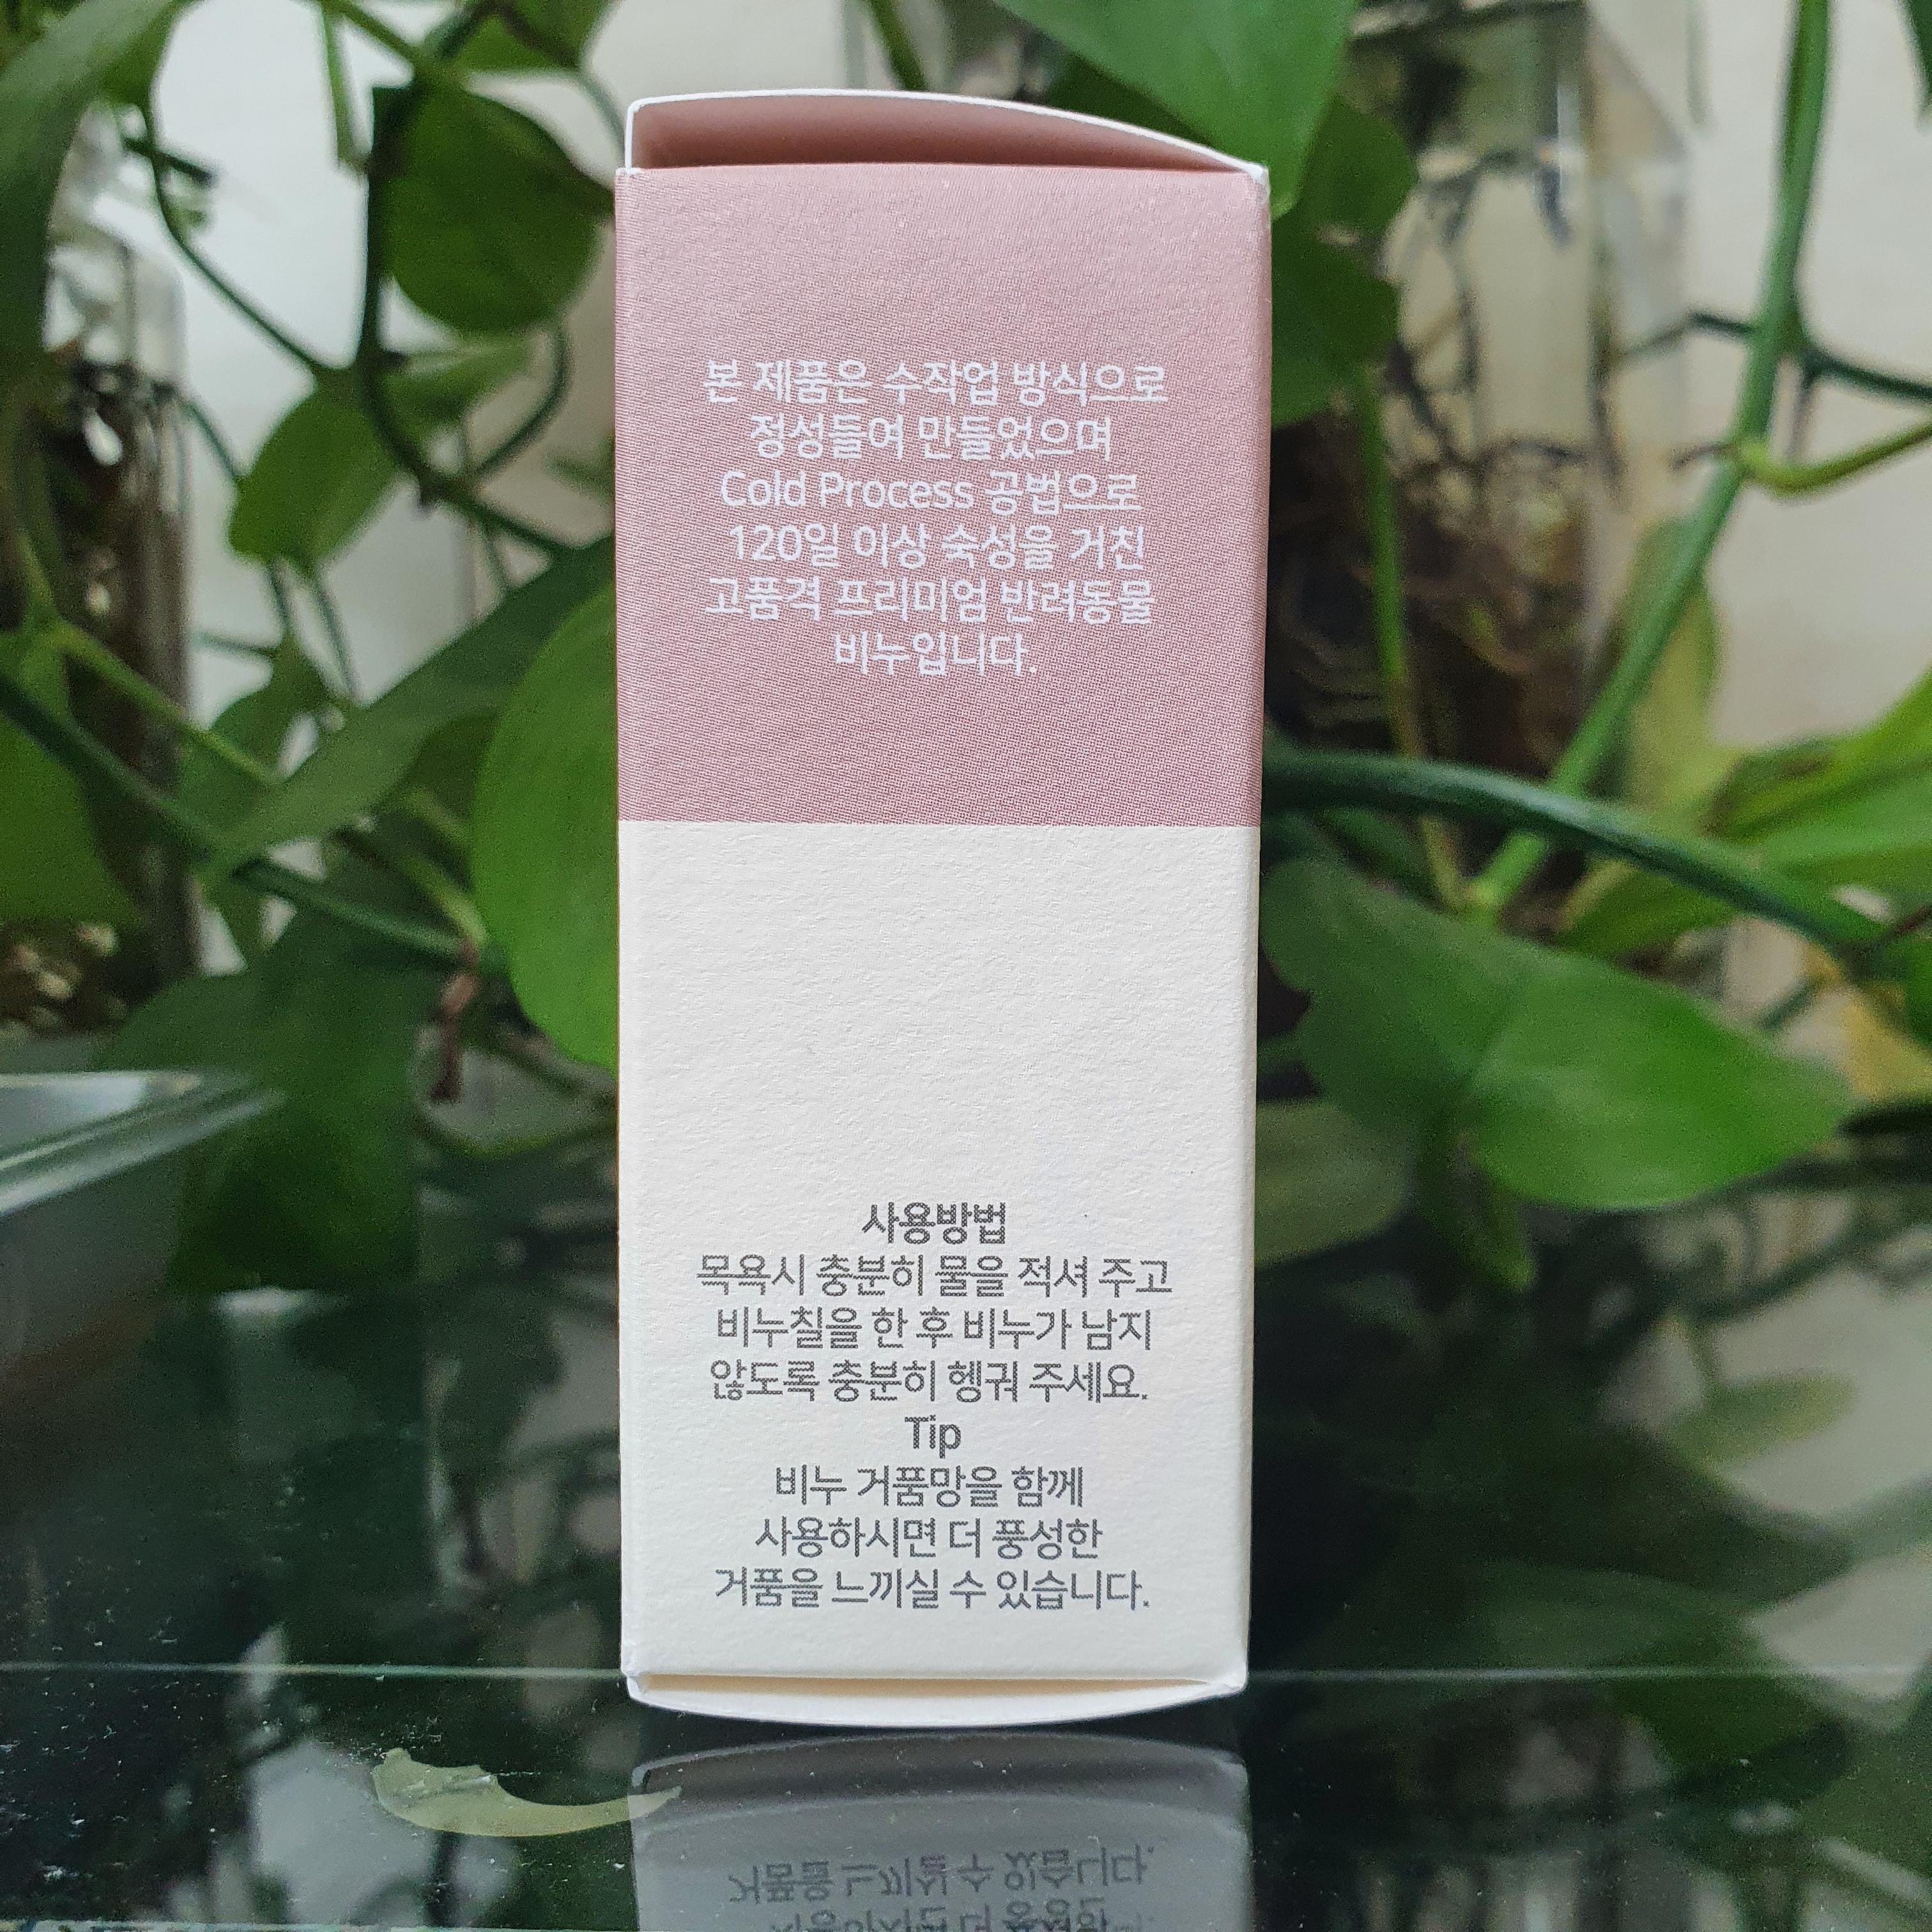 본 제품은 수작업 방식으로
정성들여 만들었으며
Cold Process 공법으로
120일 이상 숙성을 거친
고품격 프리미엄 반려동물
비누입니다.
사용방법
목욕시 충분히 물을 적셔 주고
비누칠을 한 후 비누가 남지
않도록 충분히 헹궈 주세요.
Tip
비누 거품망을 함께
사용하시면 더 풍성한
거품을 느끼실 수 있습니다.